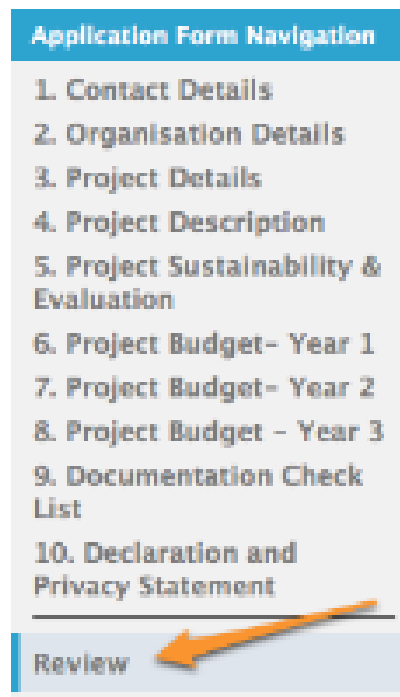 Application Form Navigation
1. Contact Details
2. Organisation Details
3. Project Details
4. Project Description
5. Project Sustainability &
Evaluation
6. Project Budget- Year 1
7. Project Budget- Year 2
8. Project Budget - Year 3
9. Documentation Check
List
10. Declaration and
Privacy Statement
Review